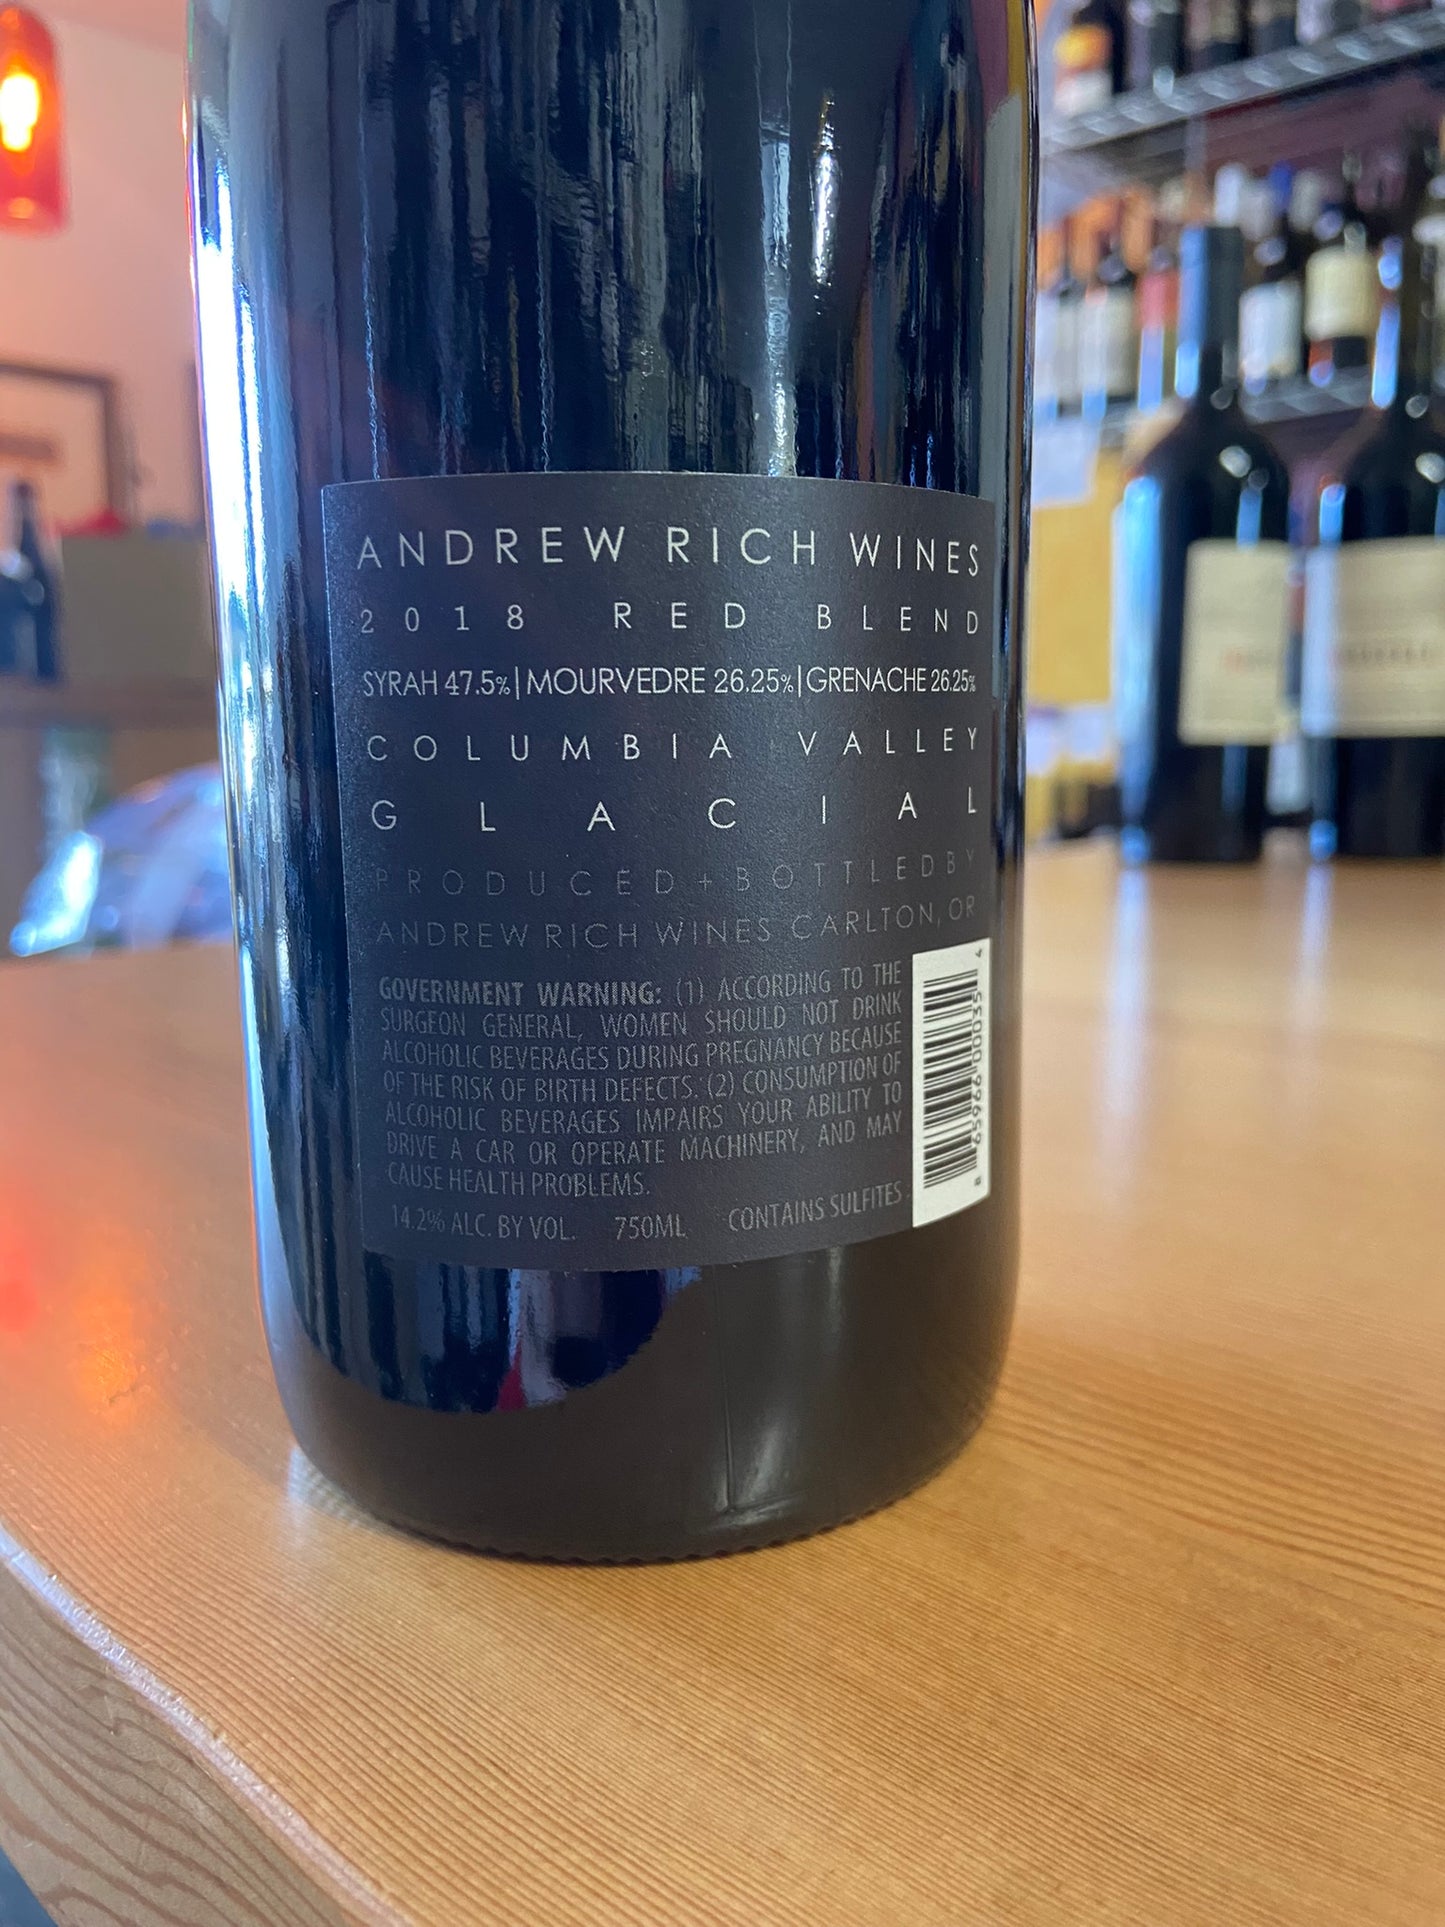 ANDREW RICH WINES
2018 RED BLEND
SYRAH 47.5% | MOURVEDRE 26.25% | GRENACHE 26.25%
COLUMBIA VALLEY
GLACIAL
PRODUCED + BOTTLED BY
ANDREW RICH WINES CARLTON, OR
GOVERNMENT WARNING: (1) ACCORDING TO THE
SURGEON GENERAL, WOMEN SHOULD NOT DRINK
ALCOHOLIC BEVERAGES DURING PREGNANCY BECAUSE
OF THE RISK OF BIRTH DEFECTS. (2) CONSUMPTION OF
ALCOHOLIC BEVERAGES IMPAIRS YOUR ABILITY TO
DRIVE A CAR OR OPERATE MACHINERY, AND MAY
CAUSE HEALTH PROBLEMS.
14.2% ALC. BY VOL. 750ML CONTAINS SULFITES
8 65966 00035 4